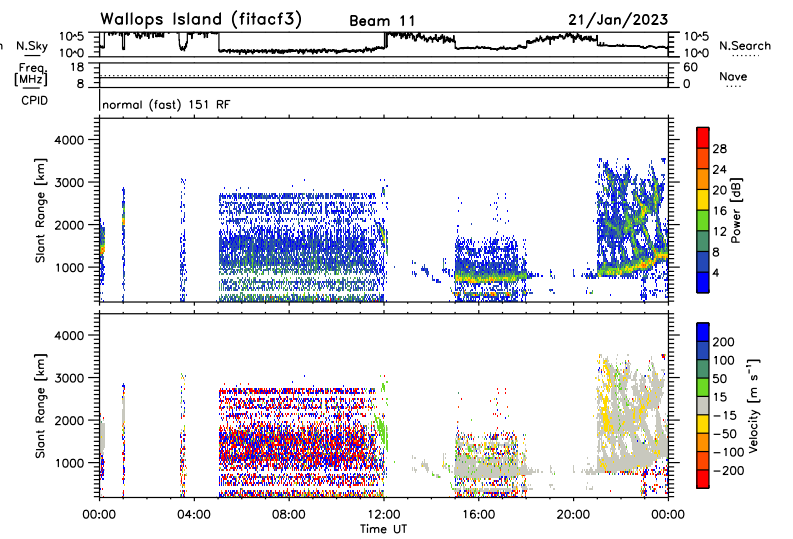 Wallops Island (fitacf3) Beam 11 21/Jan/2023
n N.Sky 10^5 10^0 10^5 10^0 N.Search
Freq. [MHz] 18 8 60 0 Nave
CPID normal (fast) 151 RF
Slant Range [km] 4000 3000 2000 1000
28 24 20 16 12 8 4 Power [dB]
Slant Range [km] 4000 3000 2000 1000
200 100 50 15 −15 −50 −100 −200 Velocity [m s⁻¹]
00:00 04:00 08:00 12:00 16:00 20:00 00:00
Time UT